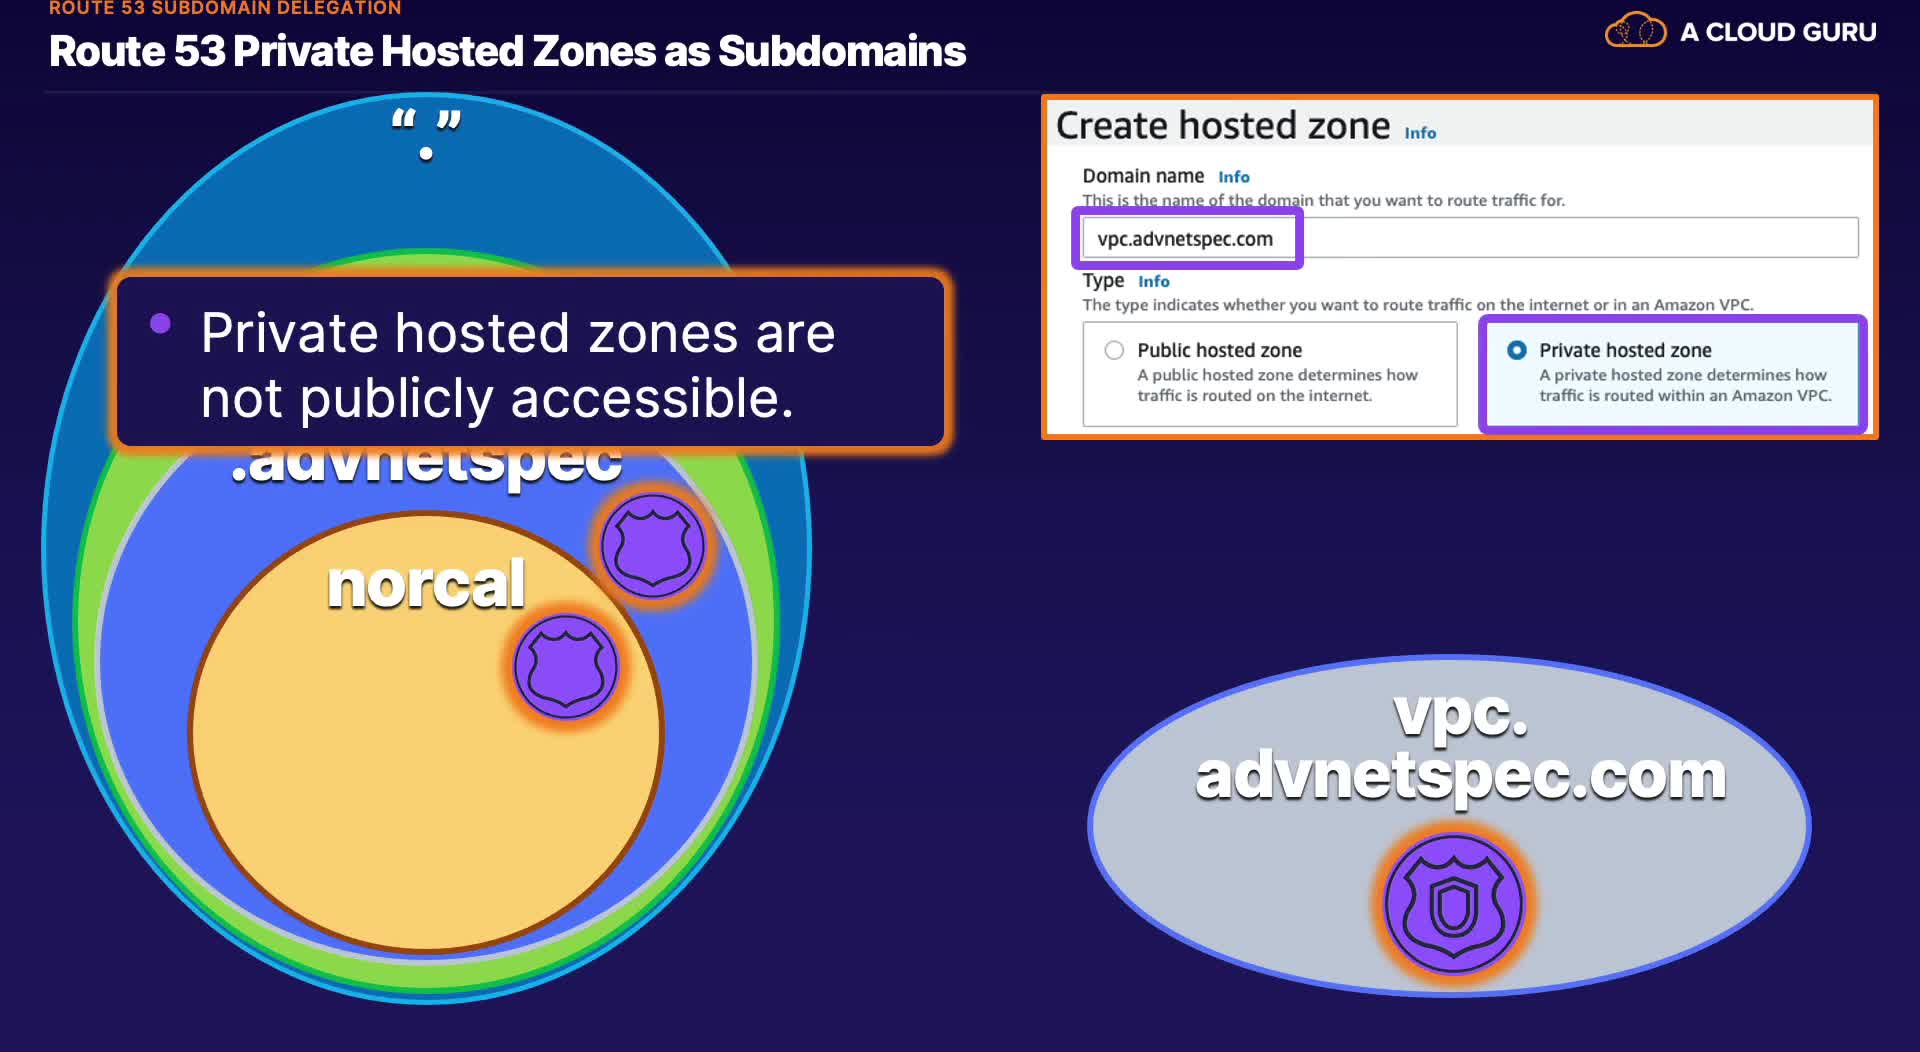 ROUTE 53 SUBDOMAIN DELEGATION
Route 53 Private Hosted Zones as Subdomains
A CLOUD GURU
“.”
Private hosted zones are
not publicly accessible.
.advnetspec
norcal
Create hosted zone Info
Domain name Info
This is the name of the domain that you want to route traffic for.
vpc.advnetspec.com
Type Info
The type indicates whether you want to route traffic on the internet or in an Amazon VPC.
Public hosted zone
A public hosted zone determines how
traffic is routed on the internet.
Private hosted zone
A private hosted zone determines how
traffic is routed within an Amazon VPC.
vpc.
advnetspec.com